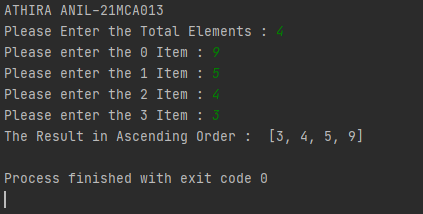 ATHIRA ANIL-21MCA013
Please Enter the Total Elements : 4
Please enter the 0 Item : 9
Please enter the 1 Item : 5
Please enter the 2 Item : 4
Please enter the 3 Item : 3
The Result in Ascending Order :  [3, 4, 5, 9]
Process finished with exit code 0